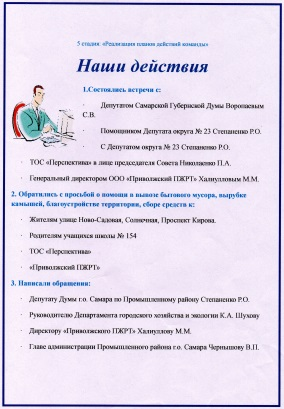 5 стадия: «Реализация планов действий команды»
Наши действия
1.Состоялись встречи с:
· Депутатом Самарской Губернской Думы Воропаевым
С.В.
· Помощником Депутата округа № 23 Степаненко Р.О.
· С Депутатом округа № 23 Степаненко Р.О.
· ТОС «Перспектива» в лице председателя Совета Николаенко П.А.
· Генеральный директором ООО «Приволжский ПЖРТ» Халиулловым М.М.
2. Обратились с просьбой о помощи в вывозе бытового мусора, вырубке
камышей, благоустройстве территории, сборе средств к:
· Жителям улице Ново-Садовая, Солнечная, Проспект Кирова.
· Родителям учащихся школы № 154
· ТОС «Перспектива»
· «Приволжский ПЖРТ»
3. Написали обращения:
· Депутату Думы г.о. Самара по Промышленному району Степаненко Р.О.
· Руководителю Департамента городского хозяйства и экологии К.А. Шухову
· Директору «Приволжского ПЖРТ» Халиуллову М.М.
· Главе администрации Промышленного района г.о. Самара Чернышову В.П.